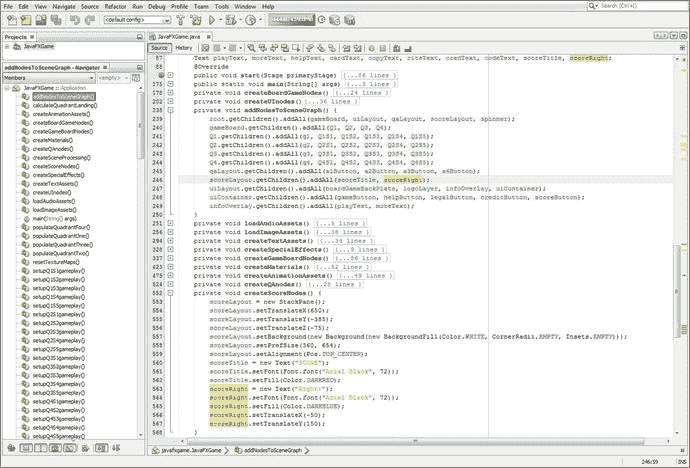 File Edit View Navigate Source Refactor Run Debug Profile Team Tools Window Help
Search (Ctrl+I)
<default config>
Projects
JavaFXGame
addNodesToSceneGraph - Navigator
Members
<empty>
JavaFXGame :: Application
addNodesToSceneGraph()
calculateQuadrantLanding()
createAnimationAssets()
createBoardGameNodes()
createGameBoardNodes()
createMaterials()
createQAnodes()
createSceneProcessing()
createScoreNodes()
createSpecialEffects()
createTextAssets()
createUInodes()
loadAudioAssets()
loadImageAssets()
main(String[] args)
populateQuadrantFour()
populateQuadrantOne()
populateQuadrantThree()
populateQuadrantTwo()
resetTextureMaps()
setupQ1S1gameplay()
setupQ1S2gameplay()
setupQ1S3gameplay()
setupQ1S4gameplay()
setupQ1S5gameplay()
setupQ2S1gameplay()
setupQ2S2gameplay()
setupQ2S3gameplay()
setupQ2S4gameplay()
setupQ2S5gameplay()
setupQ3S1gameplay()
setupQ3S2gameplay()
setupQ3S3gameplay()
setupQ3S4gameplay()
setupQ3S5gameplay()
setupQ4S1gameplay()
setupQ4S2gameplay()
setupQ4S3gameplay()
setupQ4S4gameplay()
setupQ4S5gameplay()
JavaFXGame.java
Source History
87 Text playText, moreText, helpText, cardText, copyText, riteText, credText, codeText, scoreTitle, scoreRight;
88 @Override
public void start(Stage primaryStage) {...86 lines }
175 public static void main(String[] args) {...3 lines }
178 private void createBoardGameNodes() {...24 lines }
202 private void createUInodes() {...36 lines }
238 private void addNodesToSceneGraph() {
239 root.getChildren().addAll(gameBoard, uiLayout, qaLayout, scoreLayout, spinner);
240 gameBoard.getChildren().addAll(Q1, Q2, Q3, Q4);
241 Q1.getChildren().addAll(q1, Q1S1, Q1S2, Q1S3, Q1S4, Q1S5);
242 Q2.getChildren().addAll(q2, Q2S1, Q2S2, Q2S3, Q2S4, Q2S5);
243 Q3.getChildren().addAll(q3, Q3S1, Q3S2, Q3S3, Q3S4, Q3S5);
244 Q4.getChildren().addAll(q4, Q4S1, Q4S2, Q4S3, Q4S4, Q4S5);
245 qaLayout.getChildren().addAll(a1Button, a2Button, a3Button, a4Button);
246 scoreLayout.getChildren().addAll(scoreTitle, scoreRight);
247 uiLayout.getChildren().addAll(boardGameBackPlate, logoLayer, infoOverlay, uiContainer);
248 uiContainer.getChildren().addAll(gameButton, helpButton, legalButton, creditButton, scoreButton);
249 infoOverlay.getChildren().addAll(playText, moreText);
250 }
251 private void loadAudioAssets() {...5 lines }
256 private void loadImageAssets() {...38 lines }
294 private void createTextAssets() {...34 lines }
328 private void createSpecialEffects() {...9 lines }
337 private void createGameBoardNodes() {...86 lines }
423 private void createMaterials() {...52 lines }
475 private void createAnimationAssets() {...49 lines }
524 private void createQAnodes() {...28 lines }
552 private void createScoreNodes() {
553 scoreLayout = new StackPane();
554 scoreLayout.setTranslateX(650);
555 scoreLayout.setTranslateY(-385);
556 scoreLayout.setTranslateZ(-75);
557 scoreLayout.setBackground(new Background(new BackgroundFill(Color.WHITE, CornerRadii.EMPTY, Insets.EMPTY)));
558 scoreLayout.setPrefSize(360, 654);
559 scoreLayout.setAlignment(Pos.TOP_CENTER);
560 scoreTitle = new Text("SCORE");
561 scoreTitle.setFont(Font.font("Arial Black", 72));
562 scoreTitle.setFill(Color.DARKRED);
563 scoreRight = new Text("Right:");
564 scoreRight.setFont(Font.font("Arial Black", 72));
565 scoreRight.setFill(Color.DARKBLUE);
566 scoreRight.setTranslateX(-50);
567 scoreRight.setTranslateY(150);
568 }
javafxgame.JavaFXGame
addNodesToSceneGraph
246:59
INS